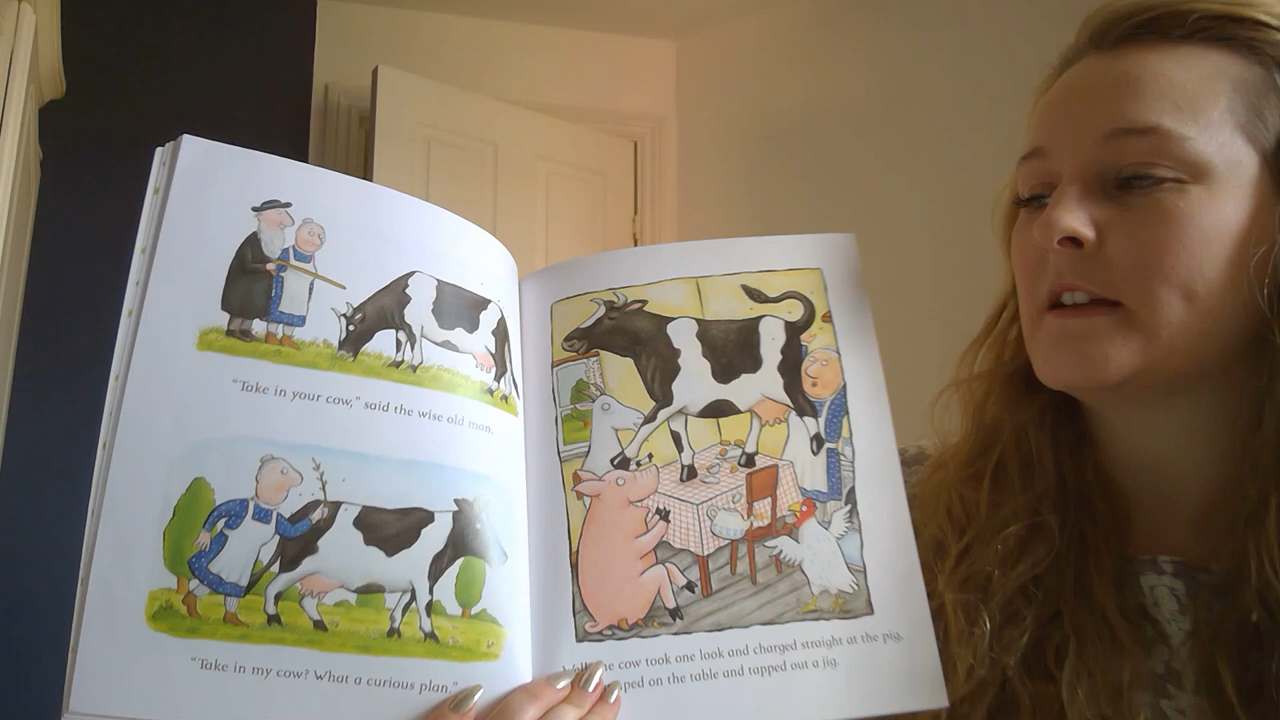 "Take in your cow," said the wise old man.
"Take in my cow? What a curious plan."
cow took one look and charged straight at the pig,
on the table and tapped out a jig.